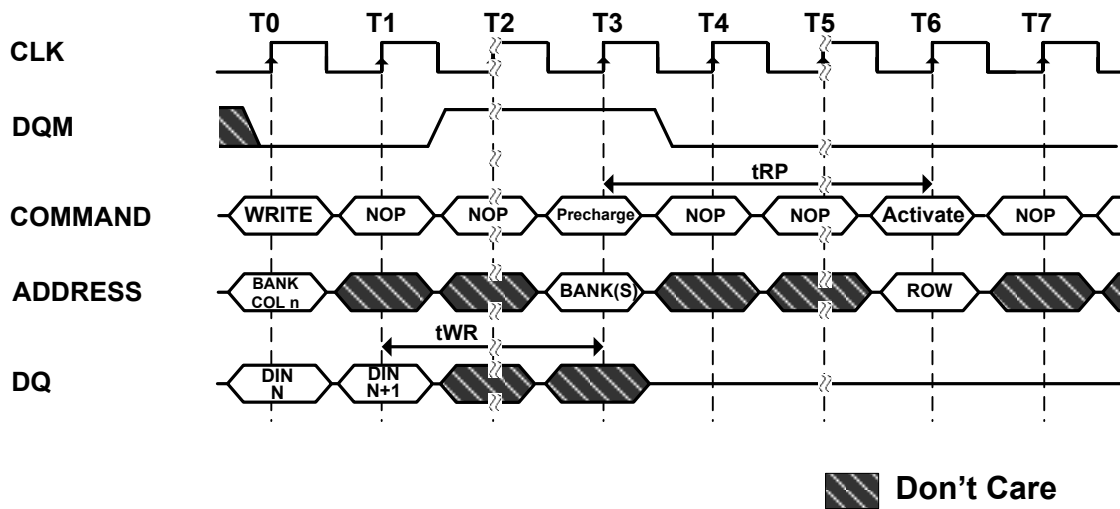 T0 T1 T2 T3 T4 T5 T6 T7
CLK
DQM
tRP
COMMAND WRITE NOP NOP Precharge NOP NOP Activate NOP
ADDRESS BANK COL n BANK(S) ROW
tWR
DQ DIN N DIN N+1
Don't Care